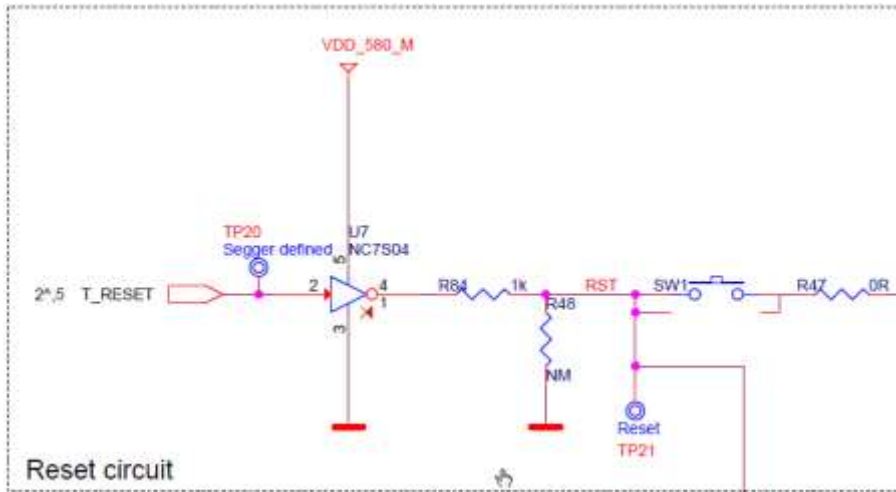 VDD_580_M
TP20
Segger defined
U7
NC7S04
5
2
4
1
3
2^,5 T_RESET
R84
1k
RST
SW1
R47
0R
R48
NM
Reset
TP21
Reset circuit